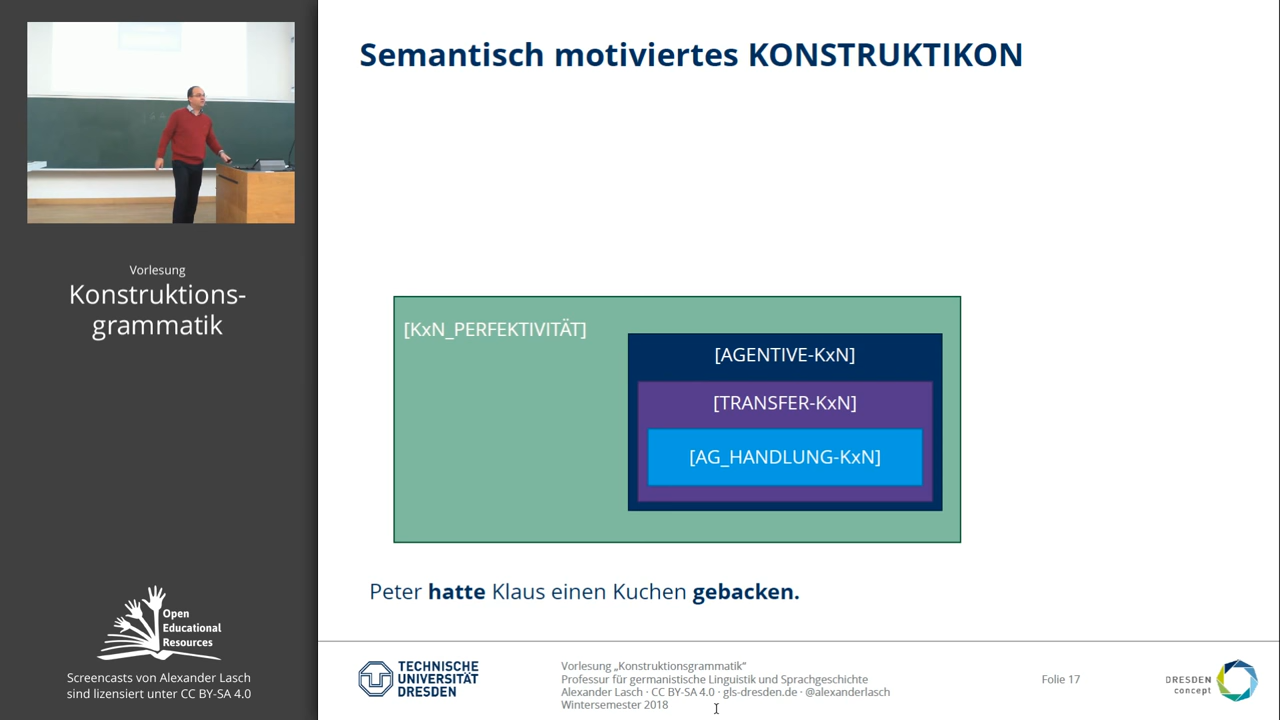 Semantisch motiviertes KONSTRUKTIKON
Vorlesung
Konstruktions-
grammatik
[KxN_PERFEKTIVITÄT]
[AGENTIVE-KxN]
[TRANSFER-KxN]
[AG_HANDLUNG-KxN]
Peter hatte Klaus einen Kuchen gebacken.
Open
Educational
Resources
Screencasts von Alexander Lasch
sind lizensiert unter CC BY-SA 4.0
TECHNISCHE
UNIVERSITÄT
DRESDEN
Vorlesung „Konstruktionsgrammatik“
Professur für germanistische Linguistik und Sprachgeschichte
Alexander Lasch · CC BY-SA 4.0 · gls-dresden.de · @alexanderlasch
Wintersemester 2018
Folie 17
DRESDEN
concept